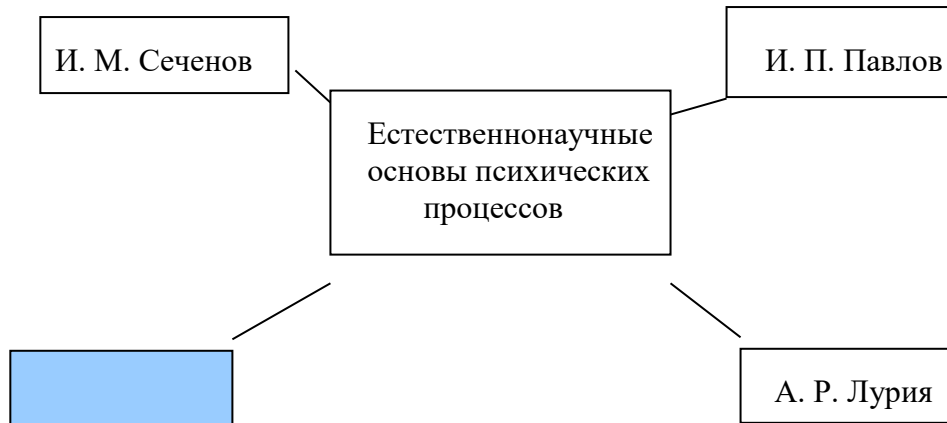 И. М. Сеченов
И. П. Павлов
Естественнонаучные
основы психических
процессов
А. Р. Лурия